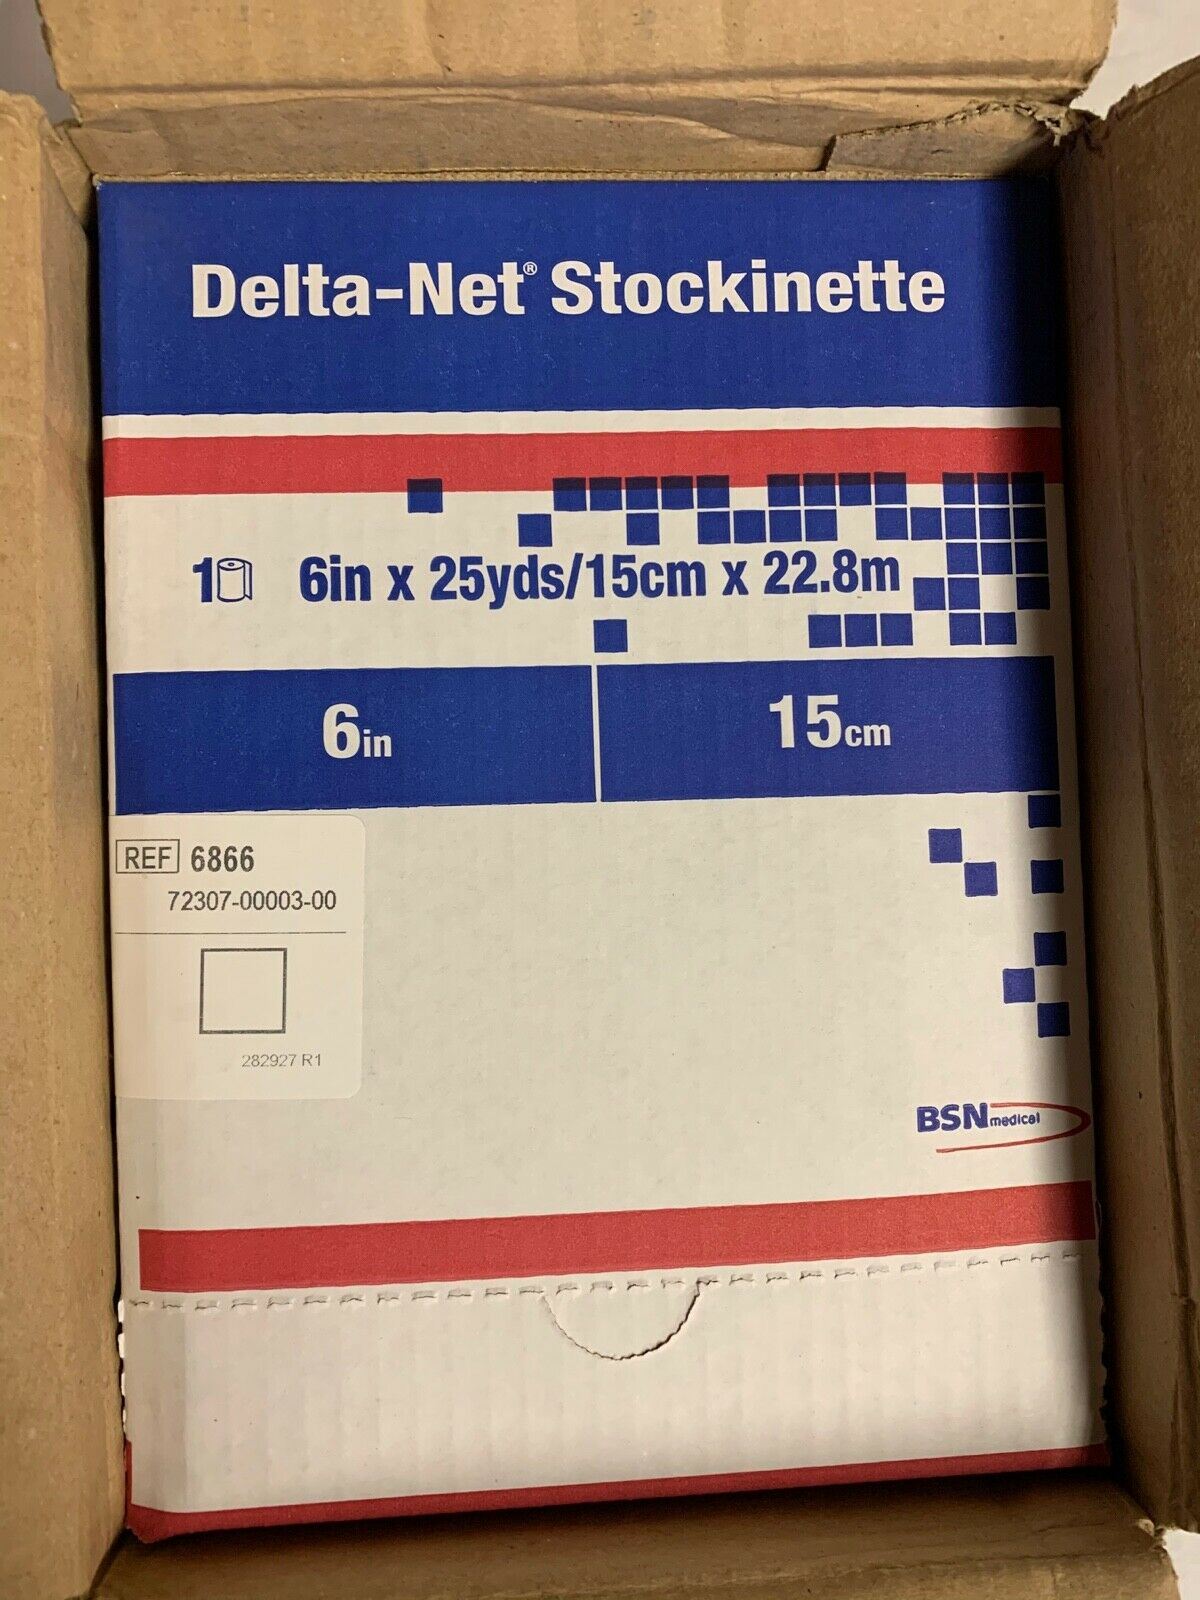 Delta-Net® Stockinette
1 6in x 25yds/15cm x 22.8m
6in 15cm
REF 6866
72307-00003-00
282927 R1
BSN medical